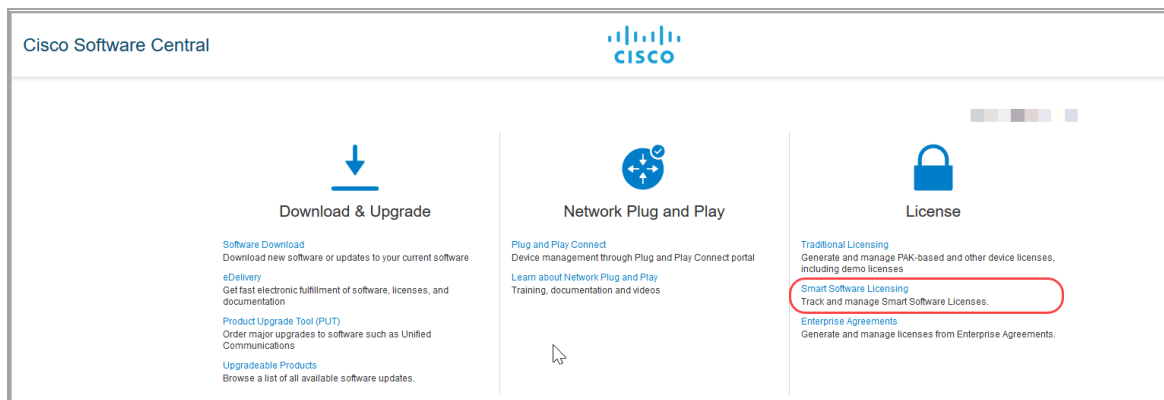 Cisco Software Central
CISCO
Download & Upgrade
Software Download
Download new software or updates to your current software
eDelivery
Get fast electronic fulfillment of software, licenses, and
documentation
Product Upgrade Tool (PUT)
Order major upgrades to software such as Unified
Communications
Upgradeable Products
Browse a list of all available software updates.
Network Plug and Play
Plug and Play Connect
Device management through Plug and Play Connect portal
Learn about Network Plug and Play
Training, documentation and videos
License
Traditional Licensing
Generate and manage PAK-based and other device licenses,
including demo licenses
Smart Software Licensing
Track and manage Smart Software Licenses.
Enterprise Agreements
Generate and manage licenses from Enterprise Agreements.